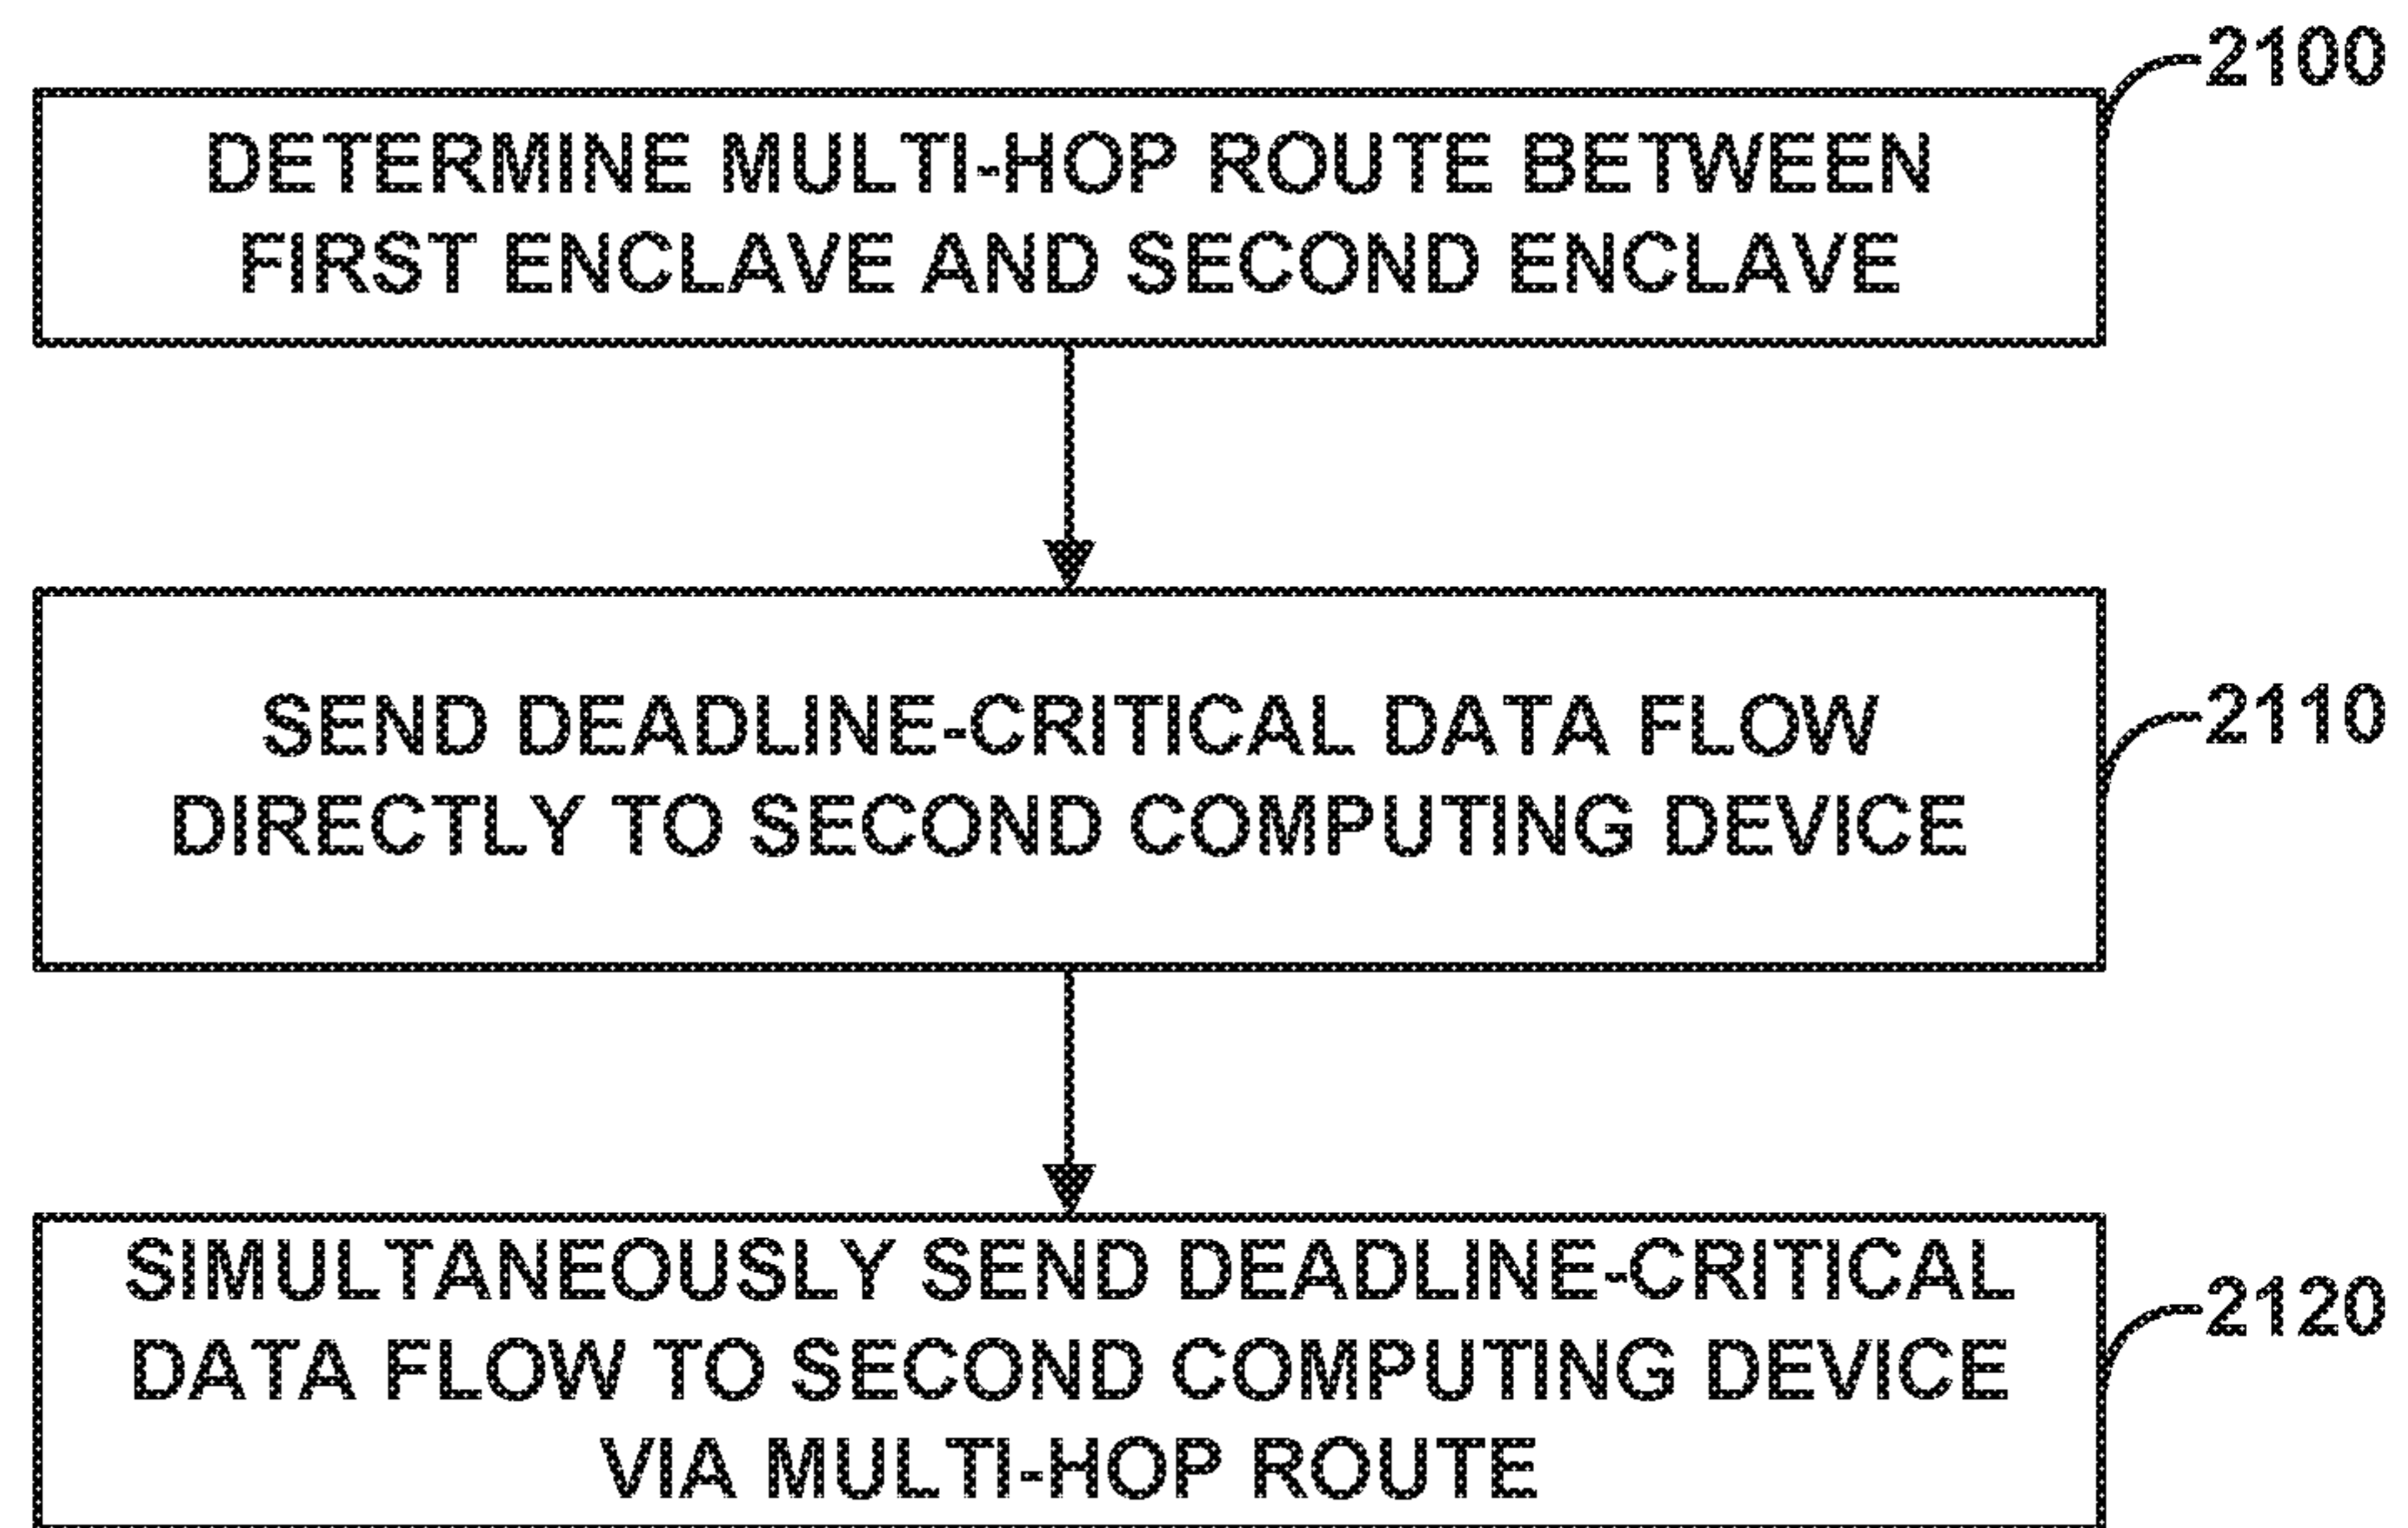 2100
DETERMINE MULTI-HOP ROUTE BETWEEN
FIRST ENCLAVE AND SECOND ENCLAVE
2110
SEND DEADLINE-CRITICAL DATA FLOW
DIRECTLY TO SECOND COMPUTING DEVICE
2120
SIMULTANEOUSLY SEND DEADLINE-CRITICAL
DATA FLOW TO SECOND COMPUTING DEVICE
VIA MULTI-HOP ROUTE